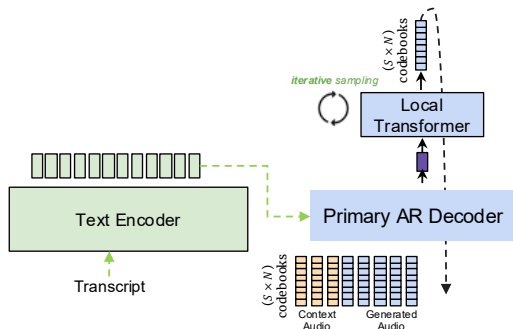 (S × N)
codebooks
iterative sampling
Local
Transformer
Text Encoder
Primary AR Decoder
Transcript
(S × N)
codebooks
Context
Audio
Generated
Audio